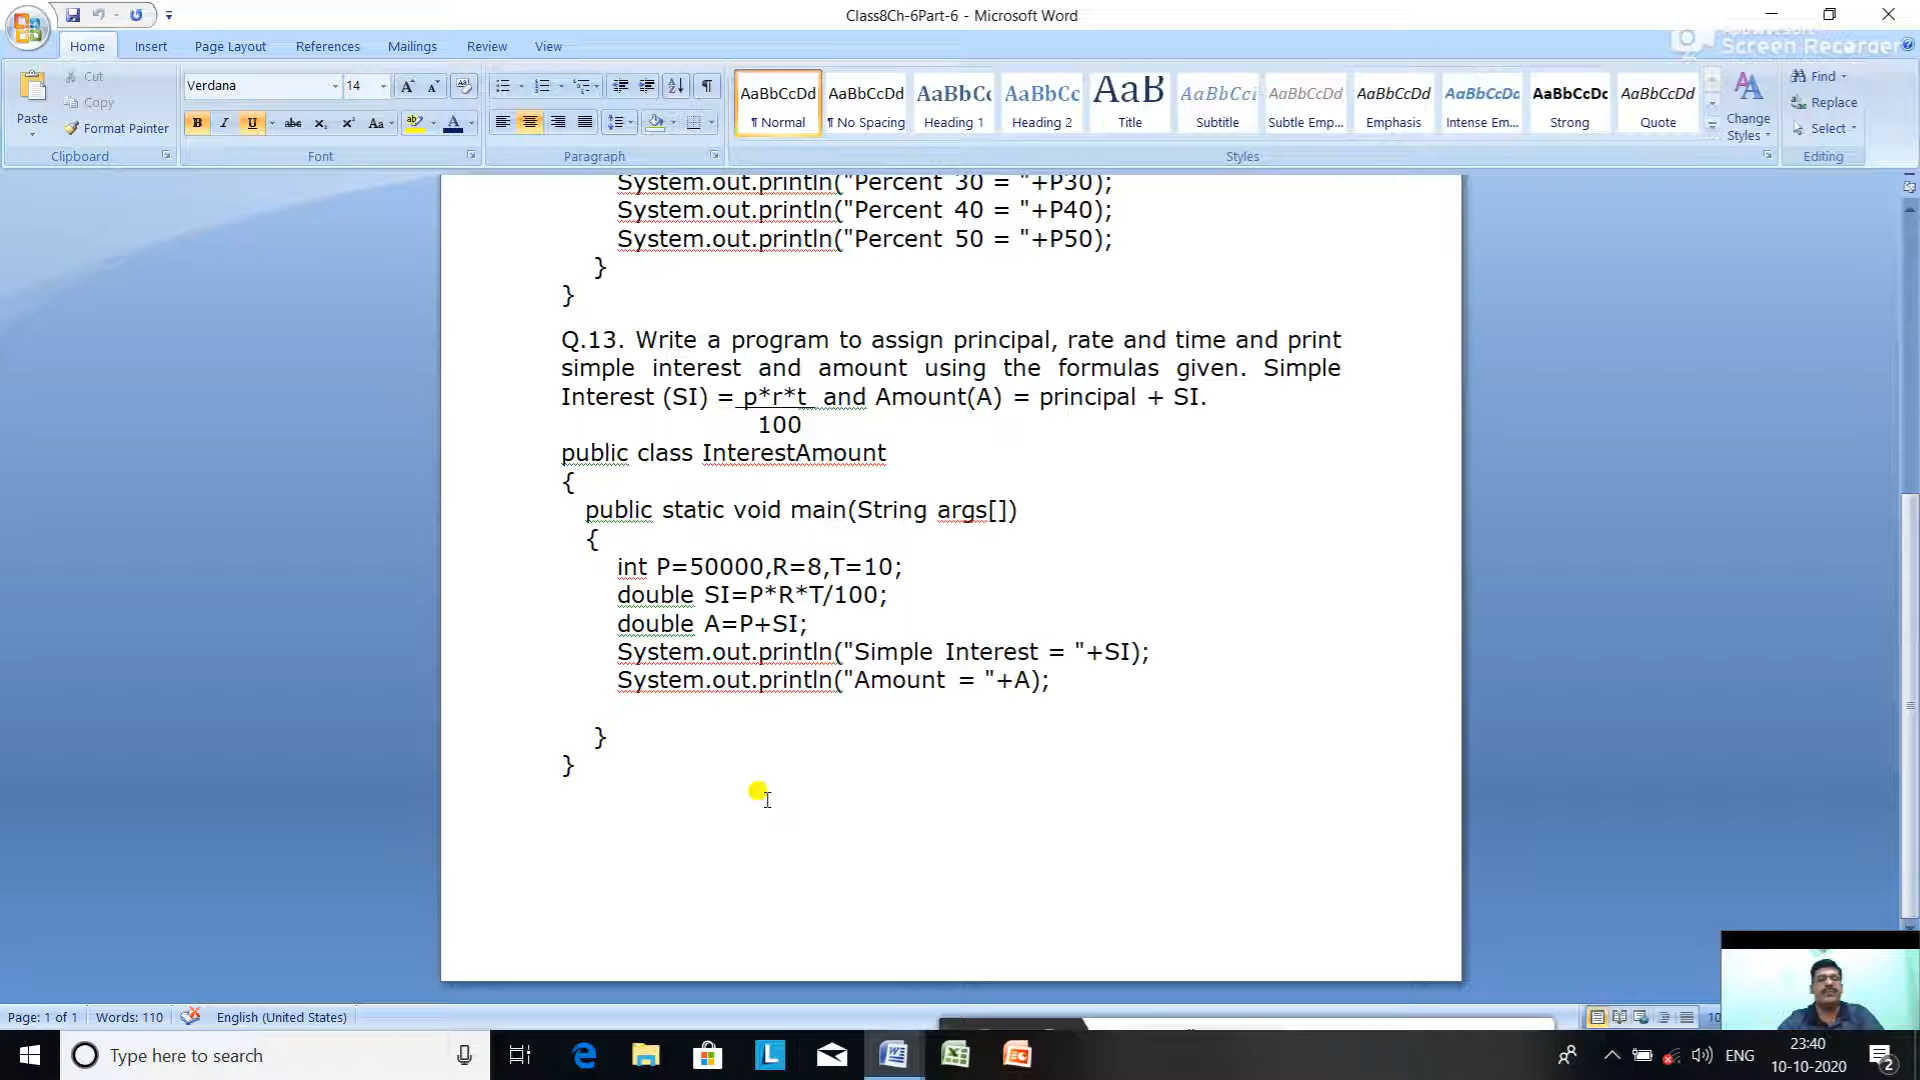 Class8Ch-6Part-6 - Microsoft Word
Screen Recorder
Home Insert Page Layout References Mailings Review View
Paste
Cut
Copy
Format Painter
Clipboard
Verdana 14
Font
Paragraph
AaBbCcDd AaBbCcDd AaBbCc AaBbCc AaB AaBbCci AaBbCcDd AaBbCcDd AaBbCcDd AaBbCcDc AaBbCcDd
¶ Normal ¶ No Spacing Heading 1 Heading 2 Title Subtitle Subtle Emp... Emphasis Intense Em... Strong Quote
Change Styles
Styles
Find
Replace
Select
Editing
System.out.println("Percent 30 = "+P30);
System.out.println("Percent 40 = "+P40);
System.out.println("Percent 50 = "+P50);
}
}
Q.13. Write a program to assign principal, rate and time and print
simple interest and amount using the formulas given. Simple
Interest (SI) = p*r*t and Amount(A) = principal + SI.
100
public class InterestAmount
{
public static void main(String args[])
{
int P=50000,R=8,T=10;
double SI=P*R*T/100;
double A=P+SI;
System.out.println("Simple Interest = "+SI);
System.out.println("Amount = "+A);
}
}
Page: 1 of 1 Words: 110 English (United States) 10
Type here to search
ENG
23:40
10-10-2020
2